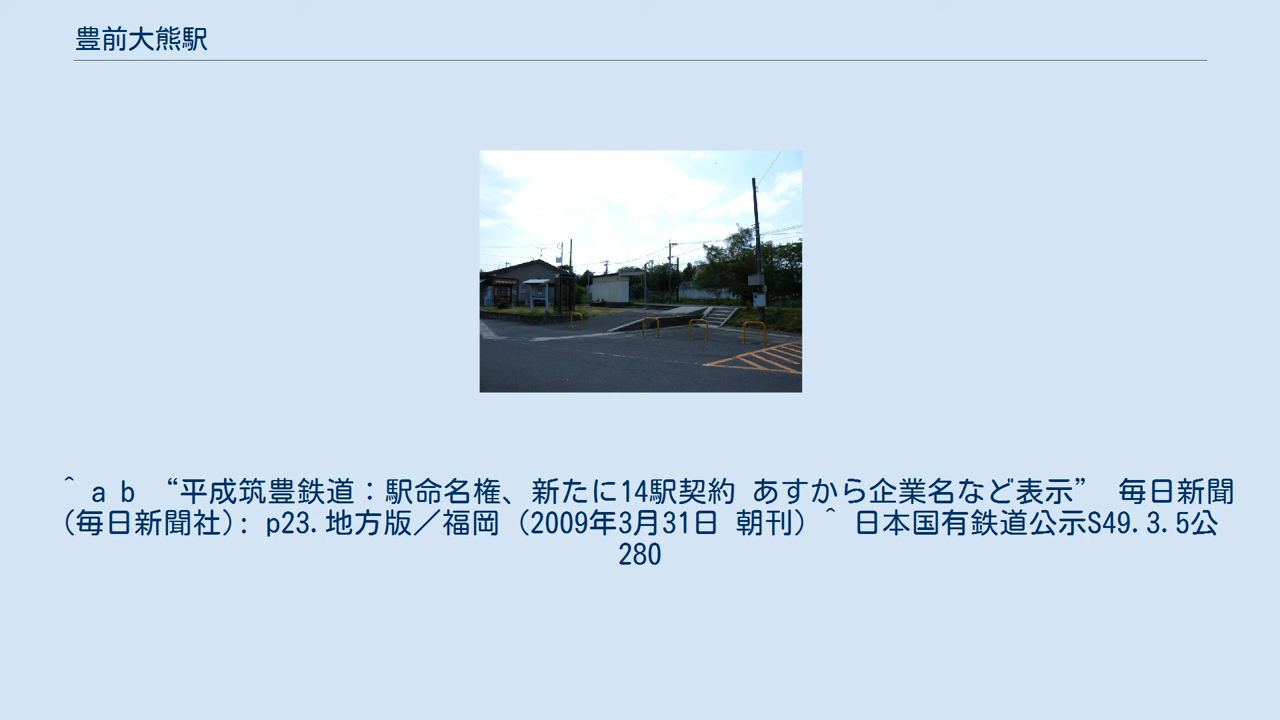 豊前大熊駅
^ a b “平成筑豊鉄道：駅命名権、新たに14駅契約 あすから企業名など表示” 毎日新聞
(毎日新聞社): p23.地方版／福岡 (2009年3月31日 朝刊) ^ 日本国有鉄道公示S49.3.5公
280